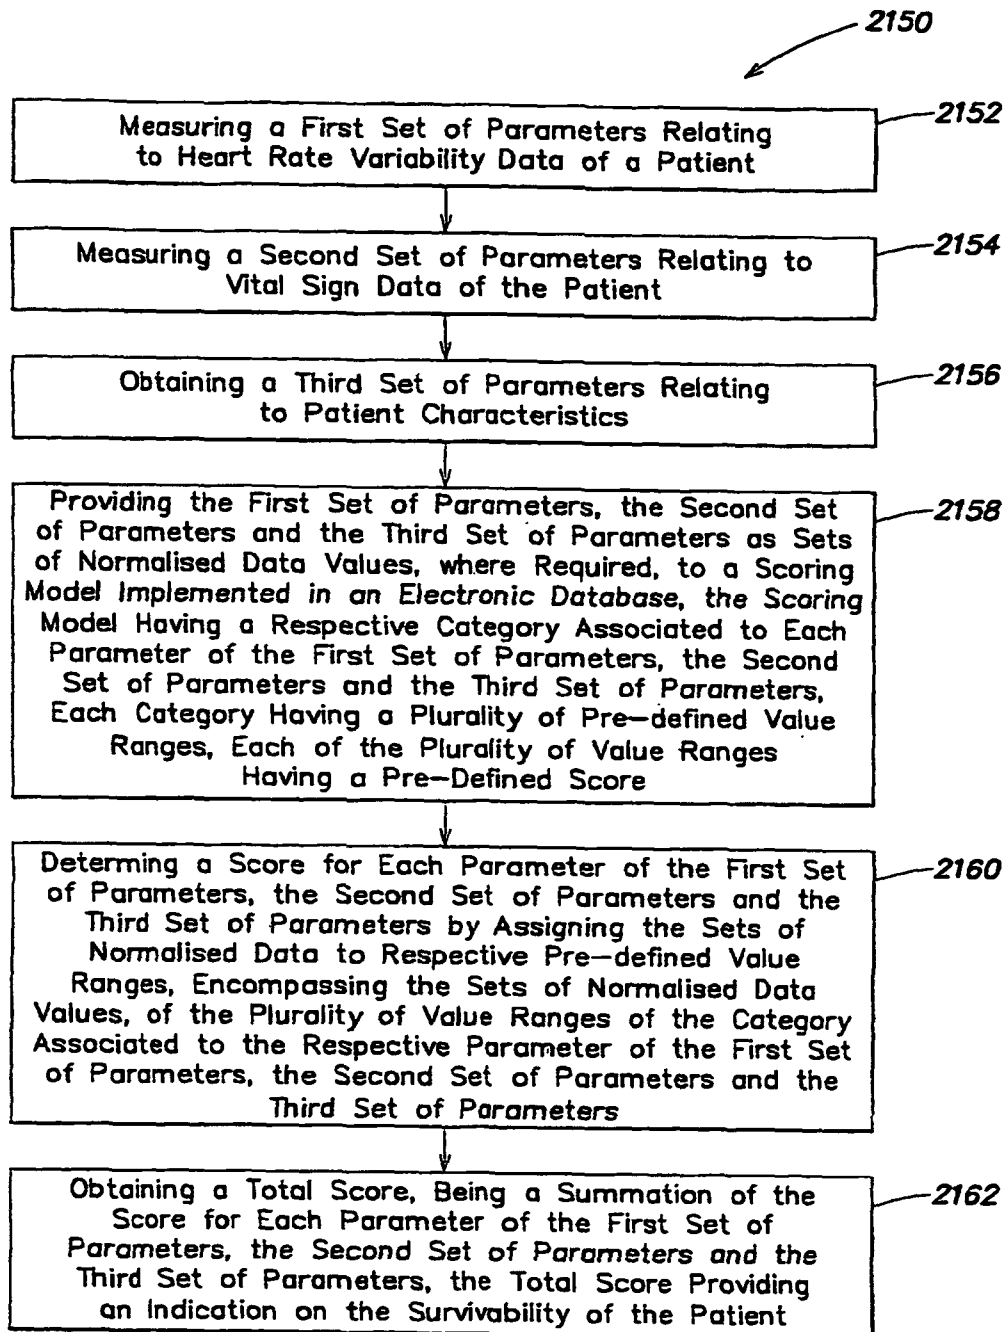 2150
Measuring a First Set of Parameters Relating
to Heart Rate Variability Data of a Patient
2152
Measuring a Second Set of Parameters Relating to
Vital Sign Data of the Patient
2154
Obtaining a Third Set of Parameters Relating
to Patient Characteristics
2156
Providing the First Set of Parameters, the Second Set
of Parameters and the Third Set of Parameters as Sets
of Normalised Data Values, where Required, to a Scoring
Model Implemented in an Electronic Database, the Scoring
Model Having a Respective Category Associated to Each
Parameter of the First Set of Parameters, the Second
Set of Parameters and the Third Set of Parameters,
Each Category Having a Plurality of Pre-defined Value
Ranges, Each of the Plurality of Value Ranges
Having a Pre-Defined Score
2158
Determing a Score for Each Parameter of the First Set
of Parameters, the Second Set of Parameters and the
Third Set of Parameters by Assigning the Sets of
Normalised Data to Respective Pre-defined Value
Ranges, Encompassing the Sets of Normalised Data
Values, of the Plurality of Value Ranges of the Category
Associated to the Respective Parameter of the First Set
of Parameters, the Second Set of Parameters and the
Third Set of Parameters
2160
Obtaining a Total Score, Being a Summation of the
Score for Each Parameter of the First Set of
Parameters, the Second Set of Parameters and the
Third Set of Parameters, the Total Score Providing
an Indication on the Survivability of the Patient
2162